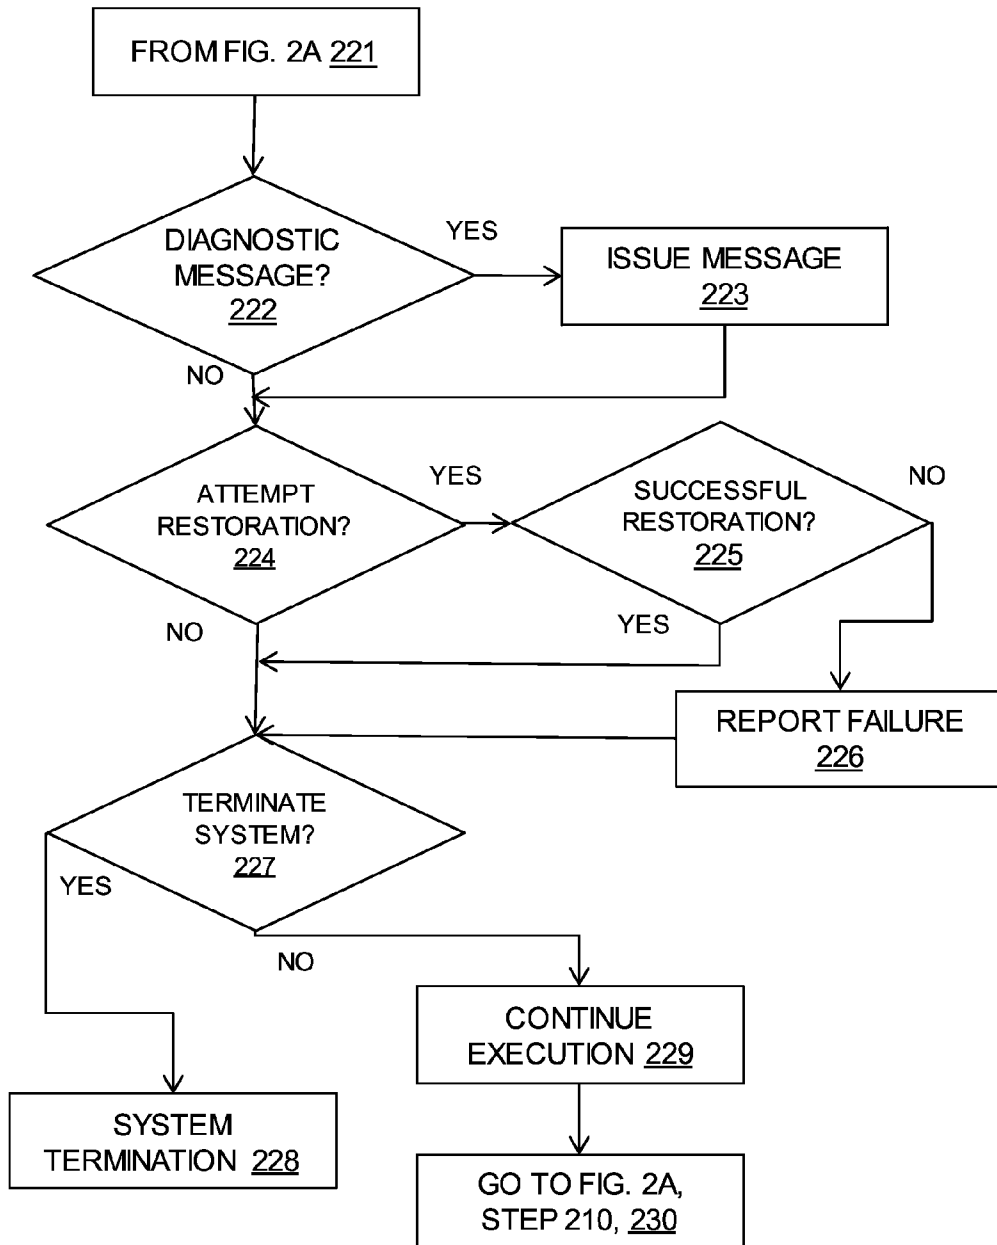 FROM FIG. 2A 221
DIAGNOSTIC
MESSAGE?
222
YES
ISSUE MESSAGE
223
NO
ATTEMPT
RESTORATION?
224
YES
SUCCESSFUL
RESTORATION?
225
NO
NO
YES
REPORT FAILURE
226
TERMINATE
SYSTEM?
227
YES
NO
CONTINUE
EXECUTION 229
SYSTEM
TERMINATION 228
GO TO FIG. 2A,
STEP 210, 230